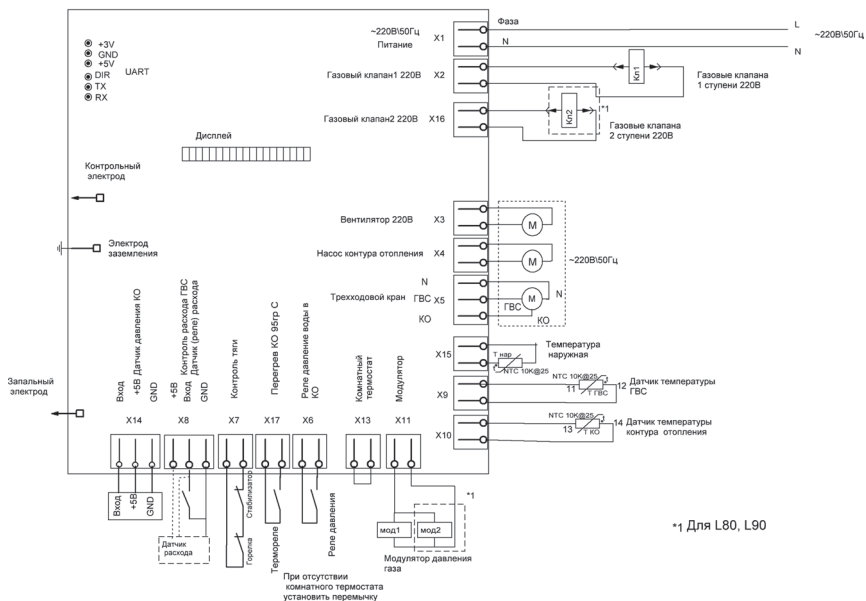 +3V
GND
+5V
DIR
TX
RX
UART
~220В\50Гц
Питание
X1
Фаза
L
N
N
~220В\50Гц
Газовый клапан1 220В
X2
Кл1
Газовые клапана
1 ступени 220В
Газовый клапан2 220В
X16
Кл2
*1
Газовые клапана
2 ступени 220В
Дисплей
Контрольный
электрод
Электрод
заземления
Запальный
электрод
Вентилятор 220В
X3
M
Насос контура отопления
X4
M
~220В\50Гц
Трехходовой кран
N
ГВС
X5
КО
M
ГВС
N
КО
X15
Т нар
NTC 10K@25
Температура
наружная
X9
NTC 10K@25
11
Т ГВС
12
Датчик температуры
ГВС
X10
NTC 10K@25
13
Т КО
14
Датчик температуры
контура отопления
Вход
+5В Датчик давления КО
GND
+5В
Вход Контроль расхода ГВС
GND Датчик (реле) расхода
Контроль тяги
Перегрев КО 95гр С
Реле давление воды в
КО
Комнатный
термостат
Модулятор
X14
X8
X7
X17
X6
X13
X11
Вход
+5В
GND
Датчик
расхода
Стабилизатор
Горелка
Термореле
Реле давления
*1
мод1
мод2
Модулятор давления
газа
При отсутствии
комнатного термостата
установить перемычку
*1 Для L80, L90